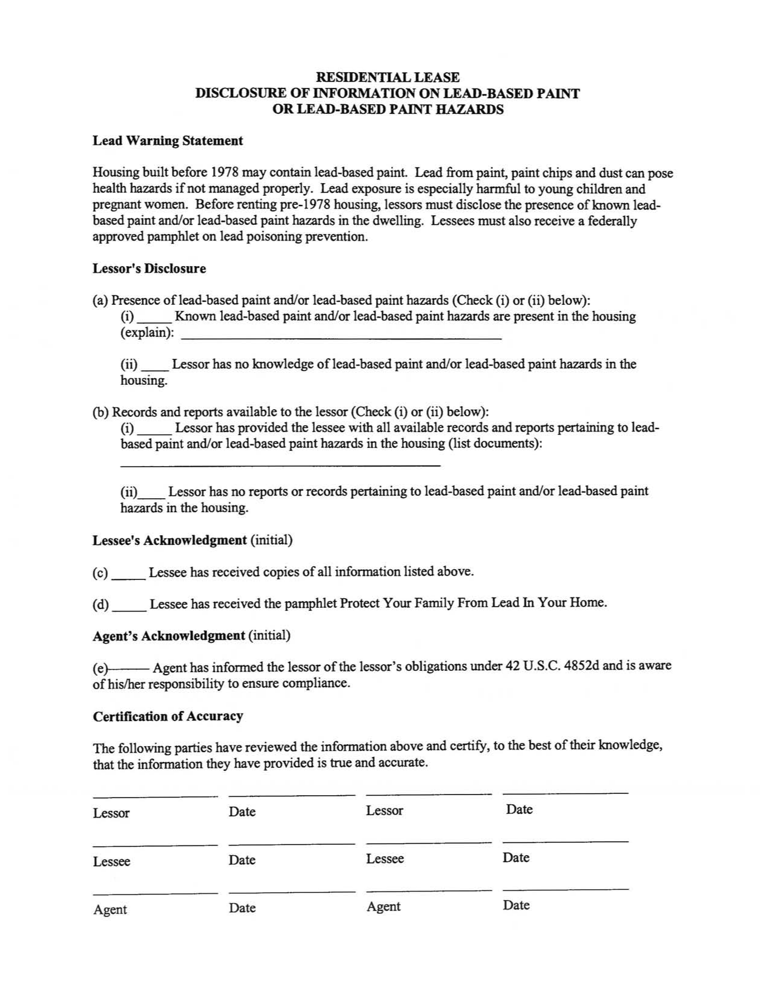 RESIDENTIAL LEASE
DISCLOSURE OF INFORMATION ON LEAD-BASED PAINT
OR LEAD-BASED PAINT HAZARDS
Lead Warning Statement
Housing built before 1978 may contain lead-based paint. Lead from paint, paint chips and dust can pose
health hazards if not managed properly. Lead exposure is especially harmful to young children and
pregnant women. Before renting pre-1978 housing, lessors must disclose the presence of known lead-
based paint and/or lead-based paint hazards in the dwelling. Lessees must also receive a federally
approved pamphlet on lead poisoning prevention.
Lessor's Disclosure
(a) Presence of lead-based paint and/or lead-based paint hazards (Check (i) or (ii) below):
(i) _____ Known lead-based paint and/or lead-based paint hazards are present in the housing
(explain): _____
(ii) ____ Lessor has no knowledge of lead-based paint and/or lead-based paint hazards in the
housing.
(b) Records and reports available to the lessor (Check (i) or (ii) below):
(i) _____ Lessor has provided the lessee with all available records and reports pertaining to lead-
based paint and/or lead-based paint hazards in the housing (list documents):
(ii)____ Lessor has no reports or records pertaining to lead-based paint and/or lead-based paint
hazards in the housing.
Lessee's Acknowledgment (initial)
(c) _____ Lessee has received copies of all information listed above.
(d) _____ Lessee has received the pamphlet Protect Your Family From Lead In Your Home.
Agent’s Acknowledgment (initial)
(e)_____ Agent has informed the lessor of the lessor’s obligations under 42 U.S.C. 4852d and is aware
of his/her responsibility to ensure compliance.
Certification of Accuracy
The following parties have reviewed the information above and certify, to the best of their knowledge,
that the information they have provided is true and accurate.
Lessor Date Lessor Date
Lessee Date Lessee Date
Agent Date Agent Date